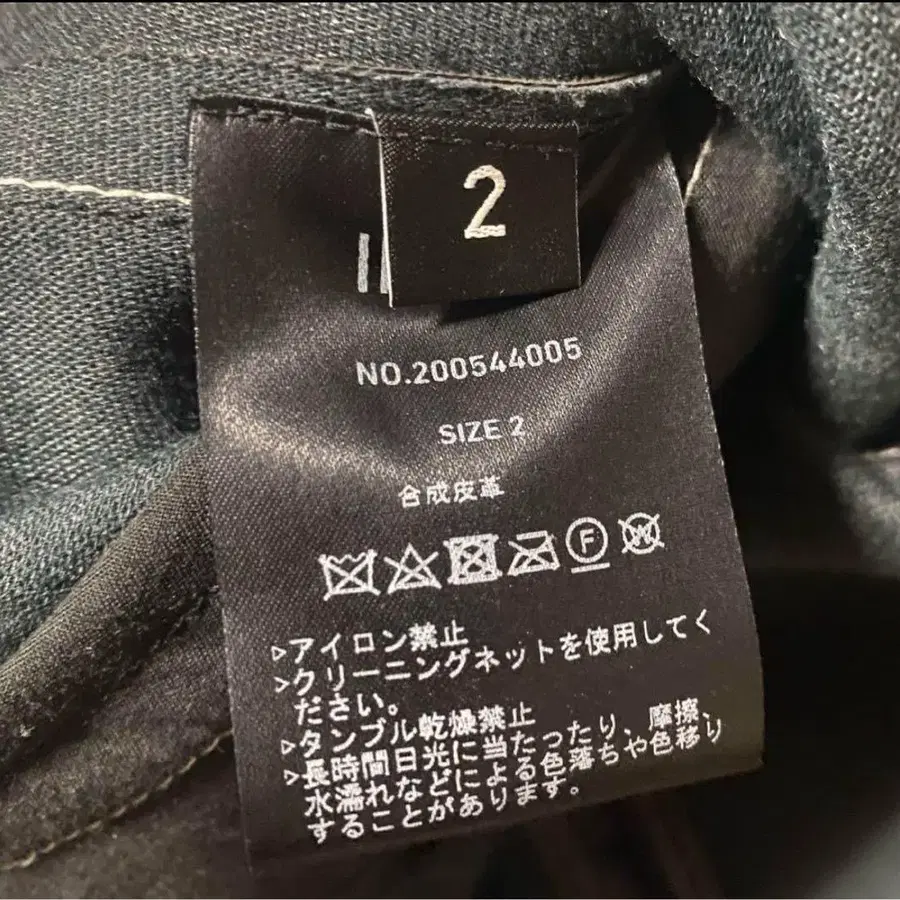 2
NO.200544005
SIZE 2
合成皮革
F
W
▷アイロン禁止
▷クリーニングネットを使用してく
ださい。
▷タンブル乾燥禁止
▷長時間日光に当たったり、摩擦、
水濡れなどによる色落ちや色移り
することがあります。